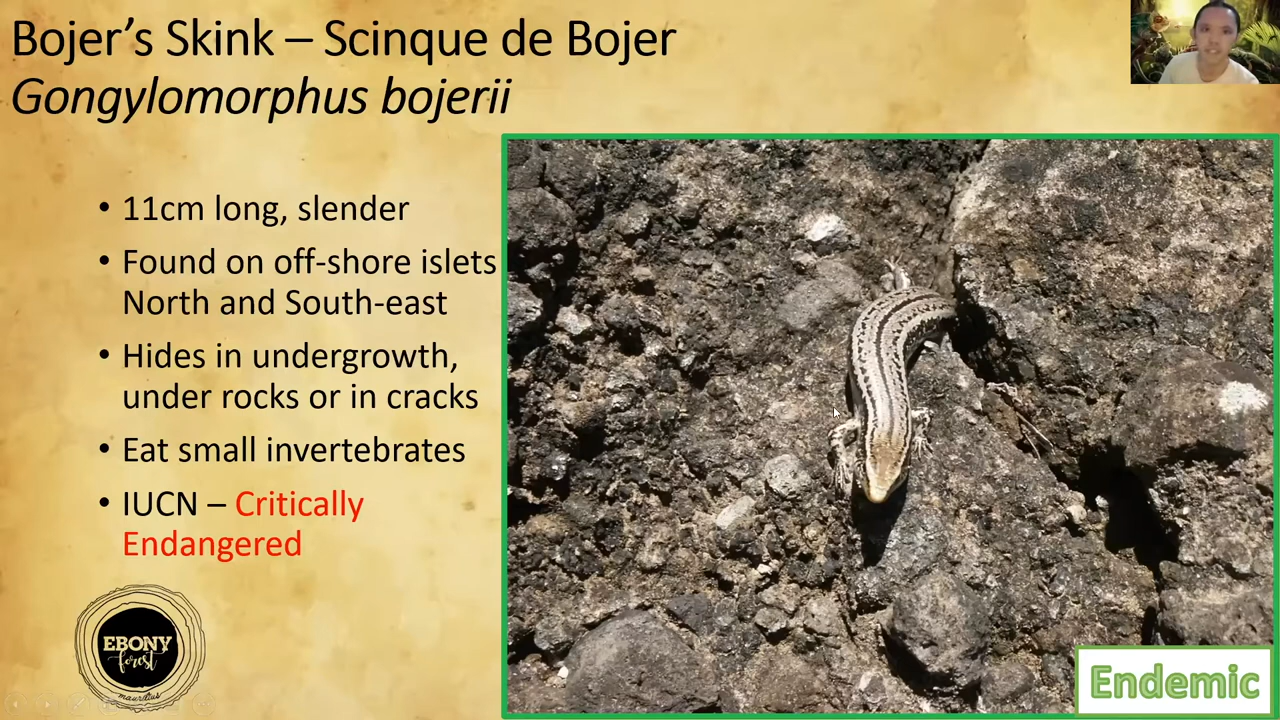 Bojer’s Skink – Scinque de Bojer
Gongylomorphus bojerii
• 11cm long, slender
• Found on off-shore islets
North and South-east
• Hides in undergrowth,
under rocks or in cracks
• Eat small invertebrates
• IUCN – Critically
Endangered
EBONY
forest
mauritius
Endemic